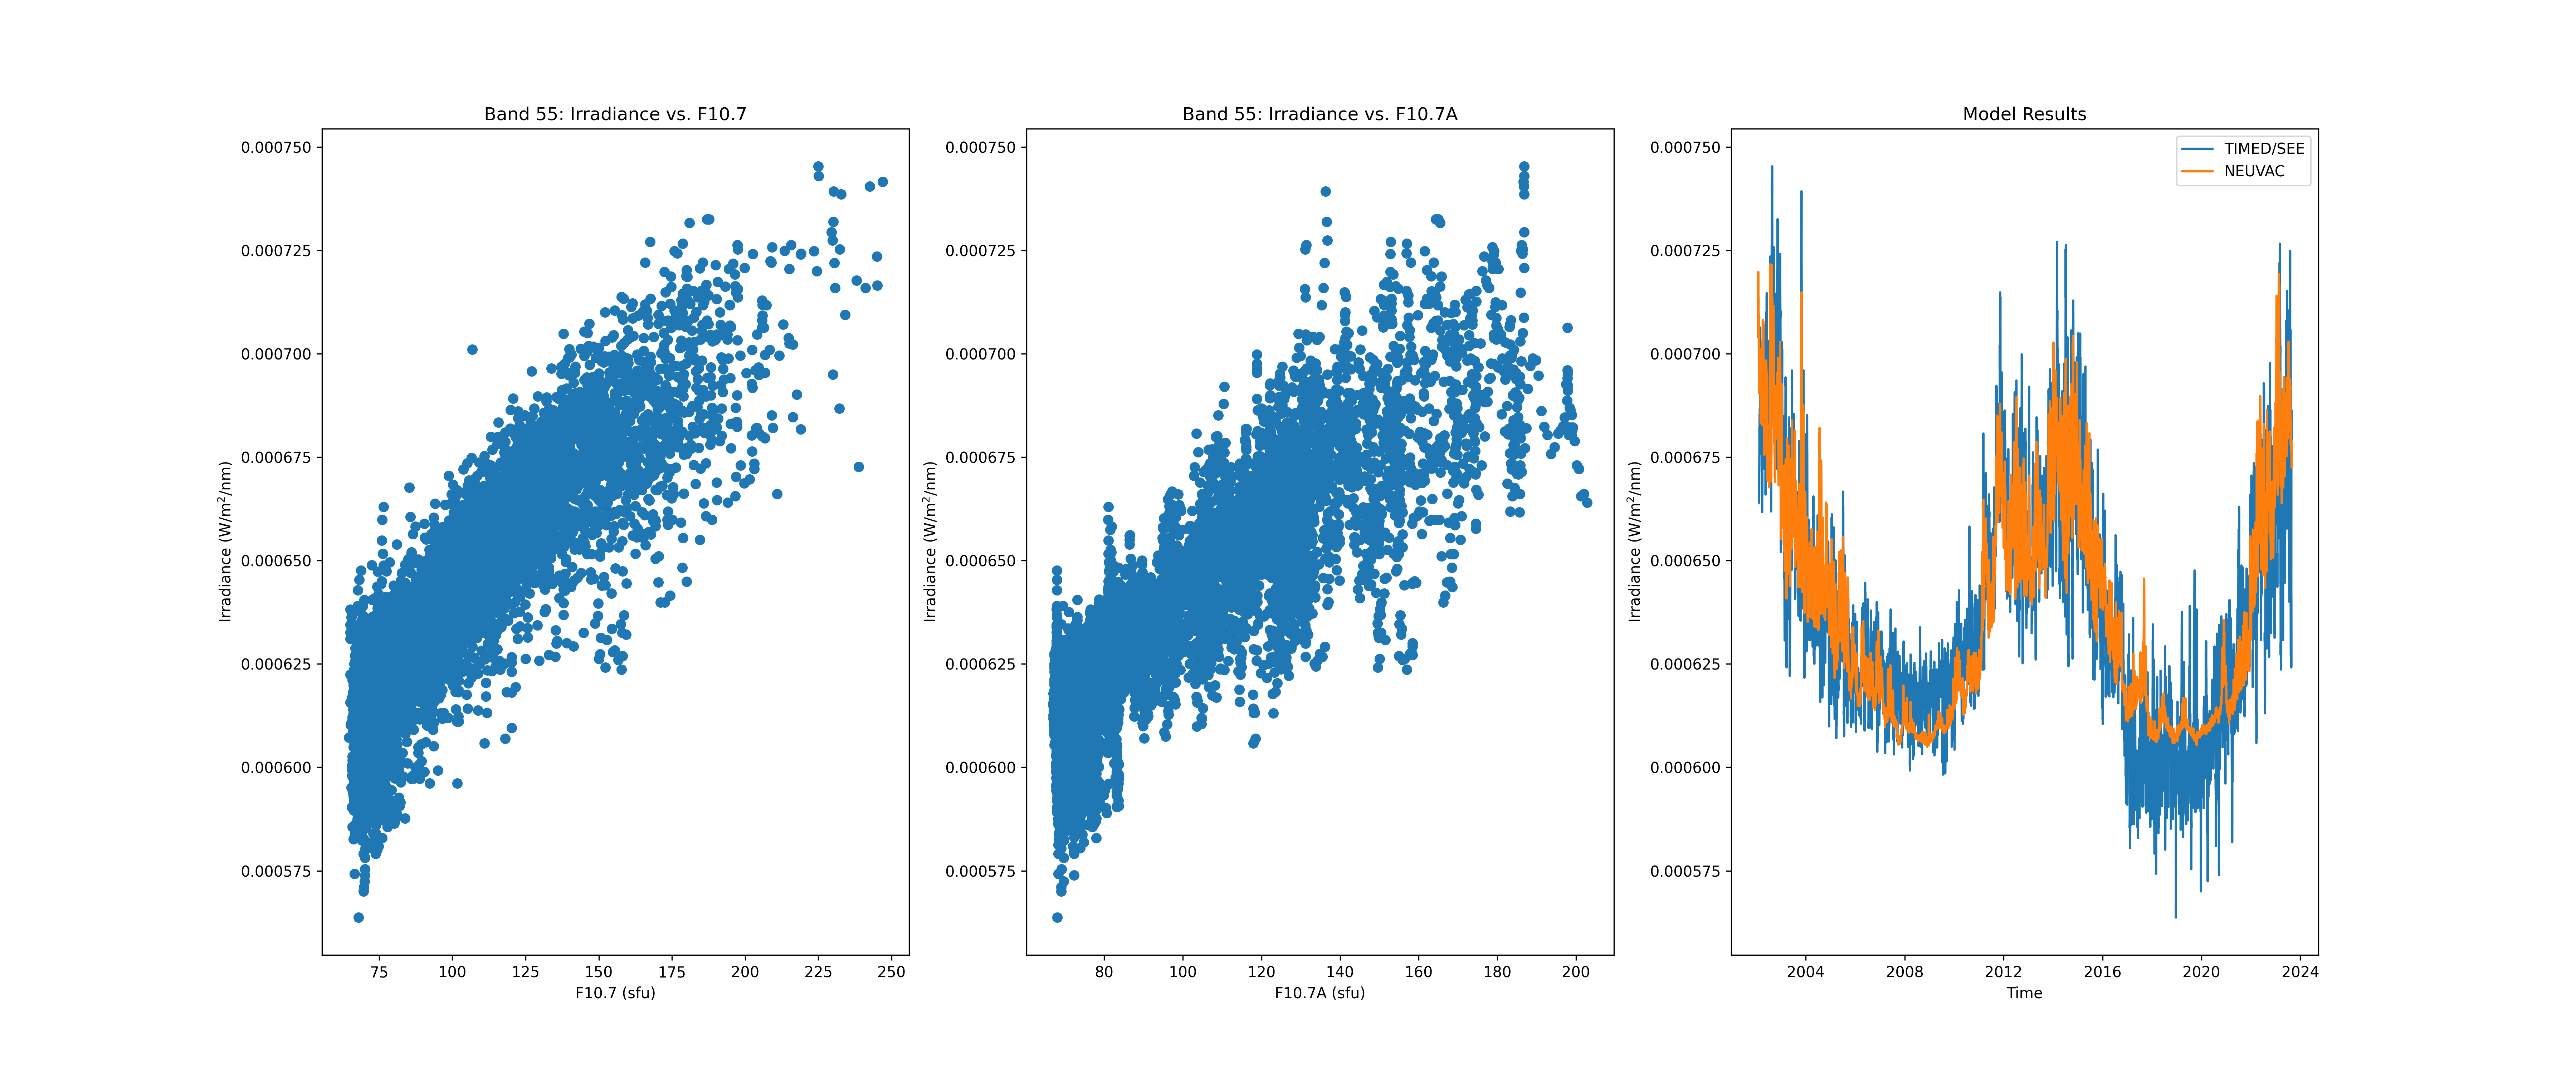 Band 55: Irradiance vs. F10.7
0.000750
0.000725
0.000700
0.000675
0.000650
0.000625
0.000600
0.000575
Irradiance (W/m²/nm)
75 100 125 150 175 200 225 250
F10.7 (sfu)
Band 55: Irradiance vs. F10.7A
0.000750
0.000725
0.000700
0.000675
0.000650
0.000625
0.000600
0.000575
Irradiance (W/m²/nm)
80 100 120 140 160 180 200
F10.7A (sfu)
Model Results
TIMED/SEE
NEUVAC
0.000750
0.000725
0.000700
0.000675
0.000650
0.000625
0.000600
0.000575
Irradiance (W/m²/nm)
2004 2008 2012 2016 2020 2024
Time